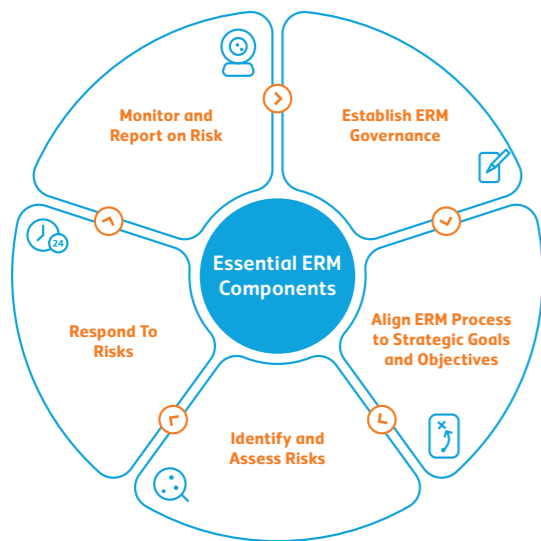 Essential ERM
Components
Establish ERM
Governance
Align ERM Process
to Strategic Goals
and Objectives
Identify and
Assess Risks
Respond To
Risks
24
Monitor and
Report on Risk